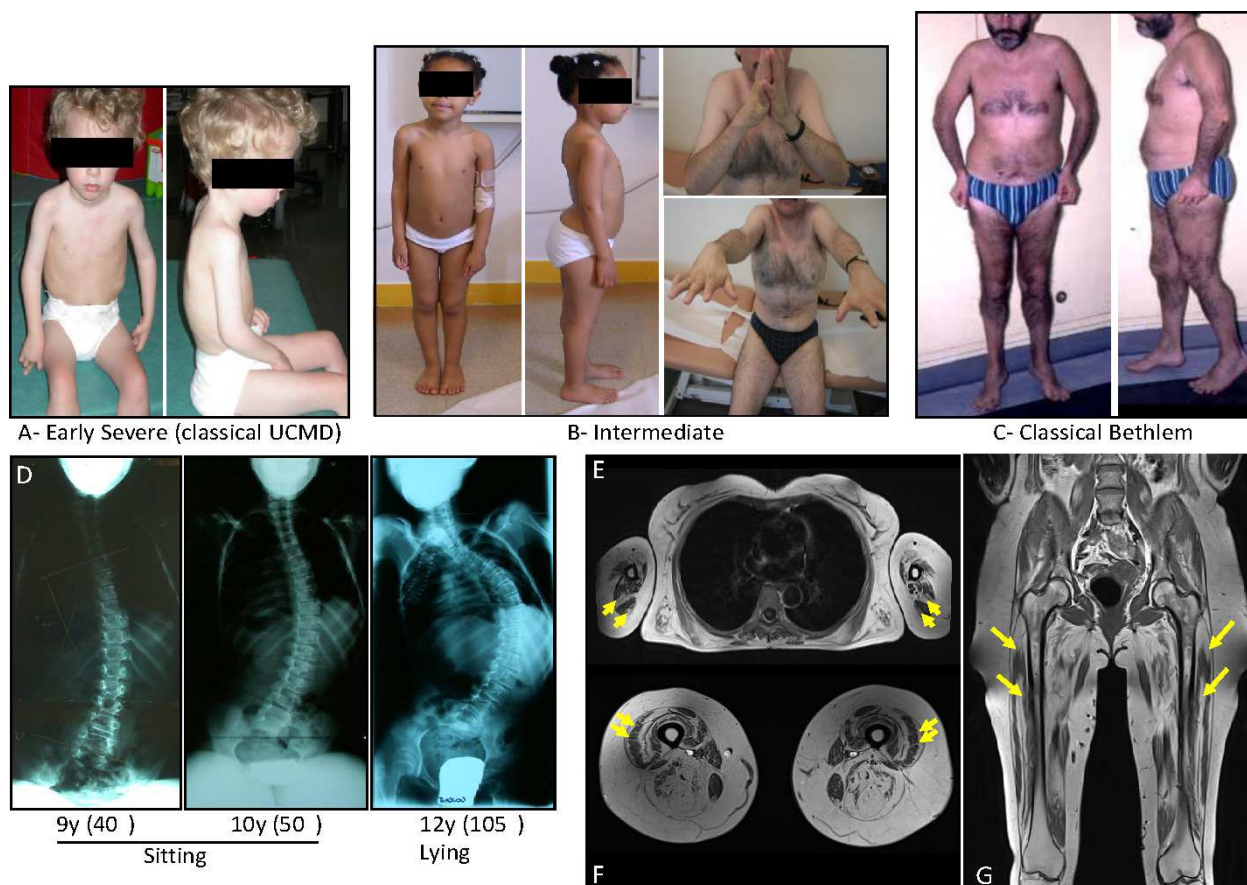 A- Early Severe (classical UCMD)
B- Intermediate
C- Classical Bethlem
D
9y (40 )
10y (50 )
12y (105 )
Sitting
Lying
E
F
G